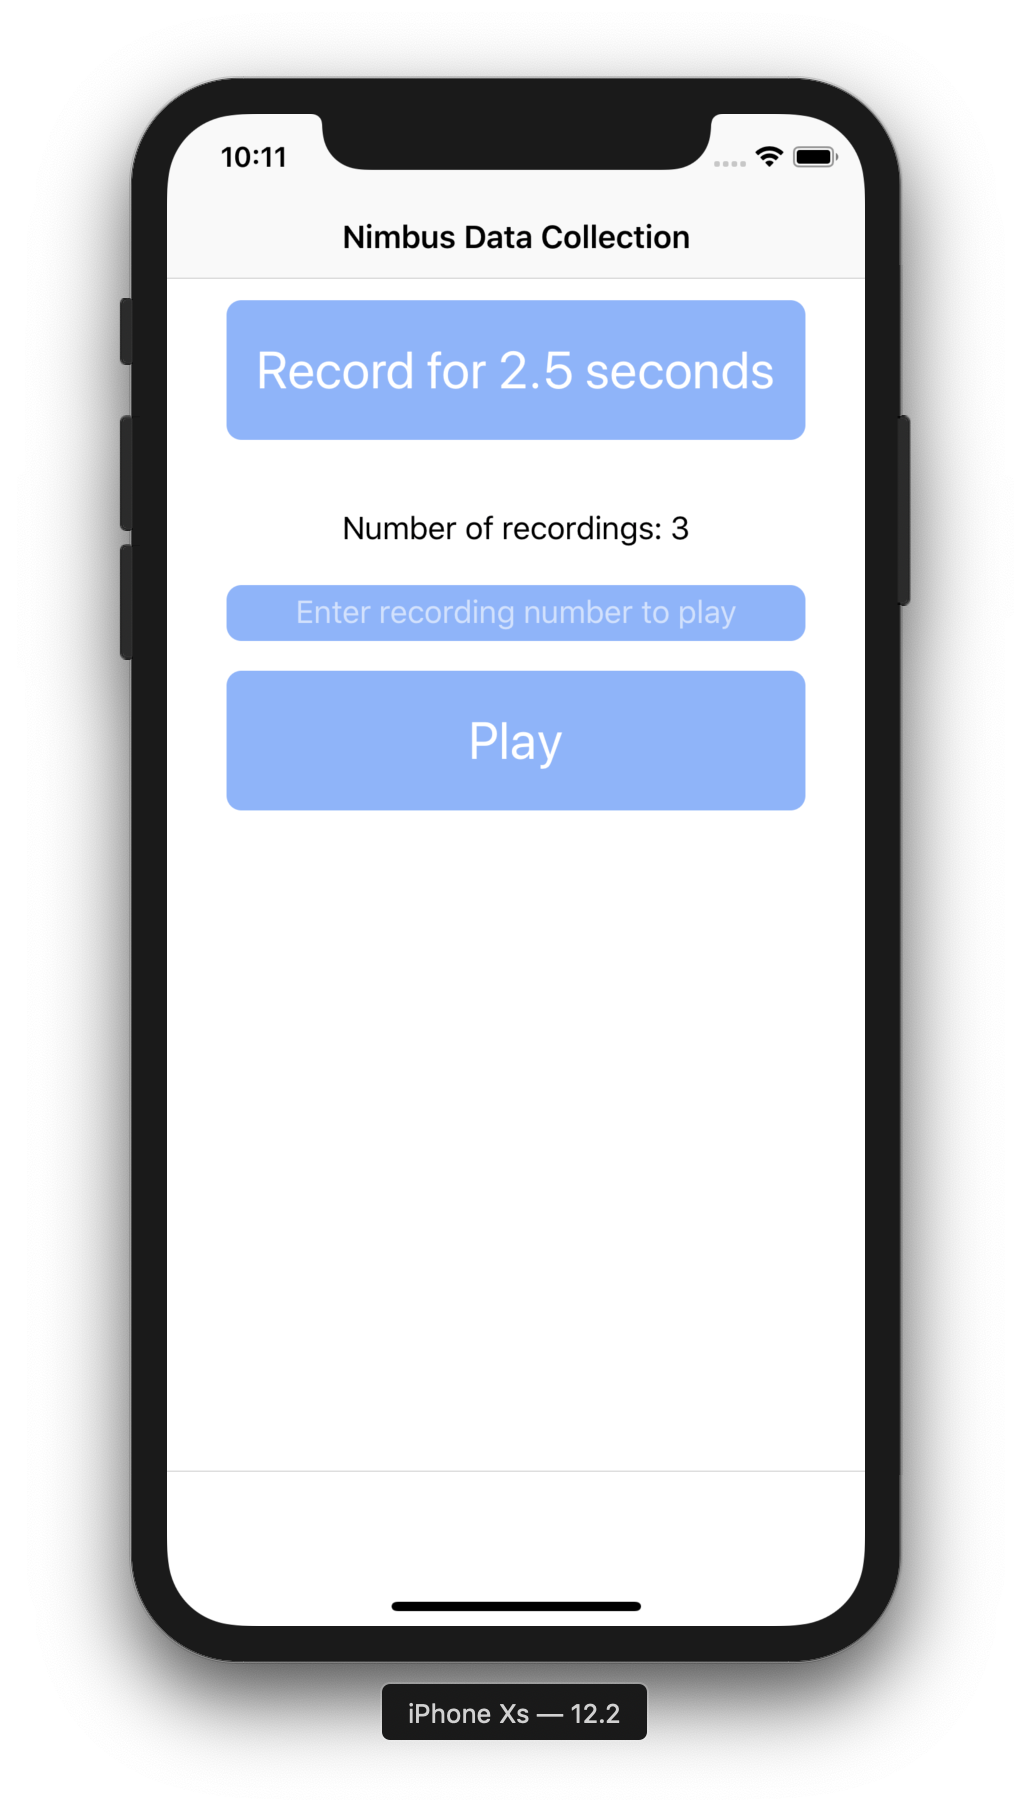 10:11
Nimbus Data Collection
Record for 2.5 seconds
Number of recordings: 3
Enter recording number to play
Play
iPhone Xs — 12.2